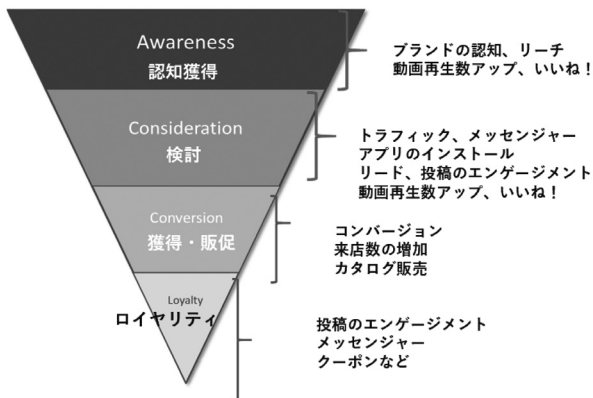 Awareness
認知獲得
ブランドの認知、リーチ
動画再生数アップ、いいね！
Consideration
検討
トラフィック、メッセンジャー
アプリのインストール
リード、投稿のエンゲージメント
動画再生数アップ、いいね！
Conversion
獲得・販促
コンバージョン
来店数の増加
カタログ販売
Loyalty
ロイヤリティ
投稿のエンゲージメント
メッセンジャー
クーポンなど